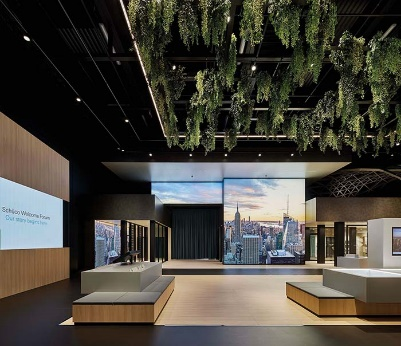 Schüco Welcome Forum
Our story begins here.